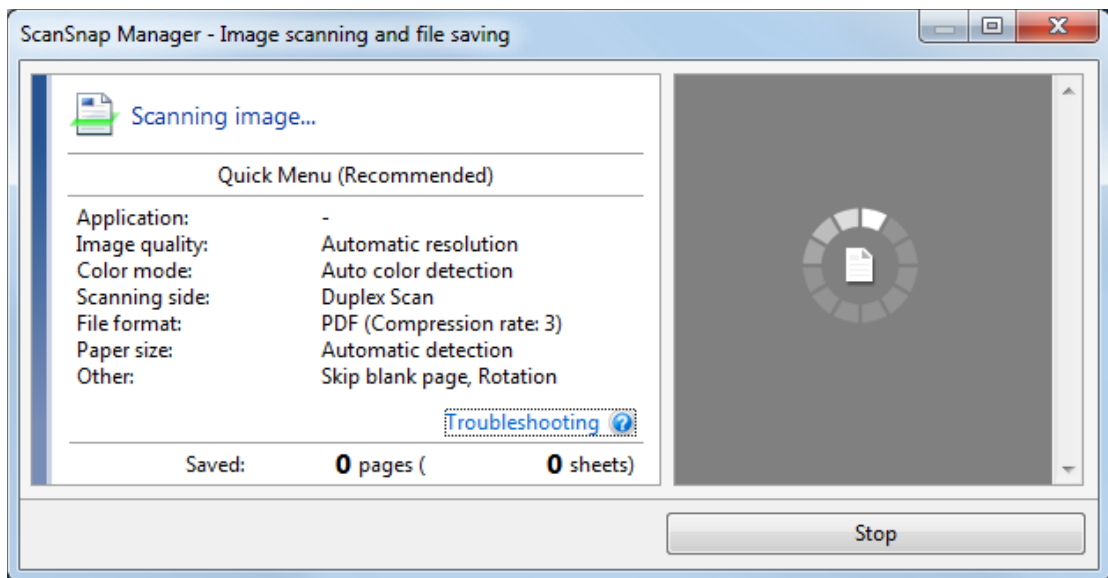 ScanSnap Manager - Image scanning and file saving
Scanning image...
Quick Menu (Recommended)
Application: -
Image quality: Automatic resolution
Color mode: Auto color detection
Scanning side: Duplex Scan
File format: PDF (Compression rate: 3)
Paper size: Automatic detection
Other: Skip blank page, Rotation
Troubleshooting ?
Saved: 0 pages ( 0 sheets)
Stop